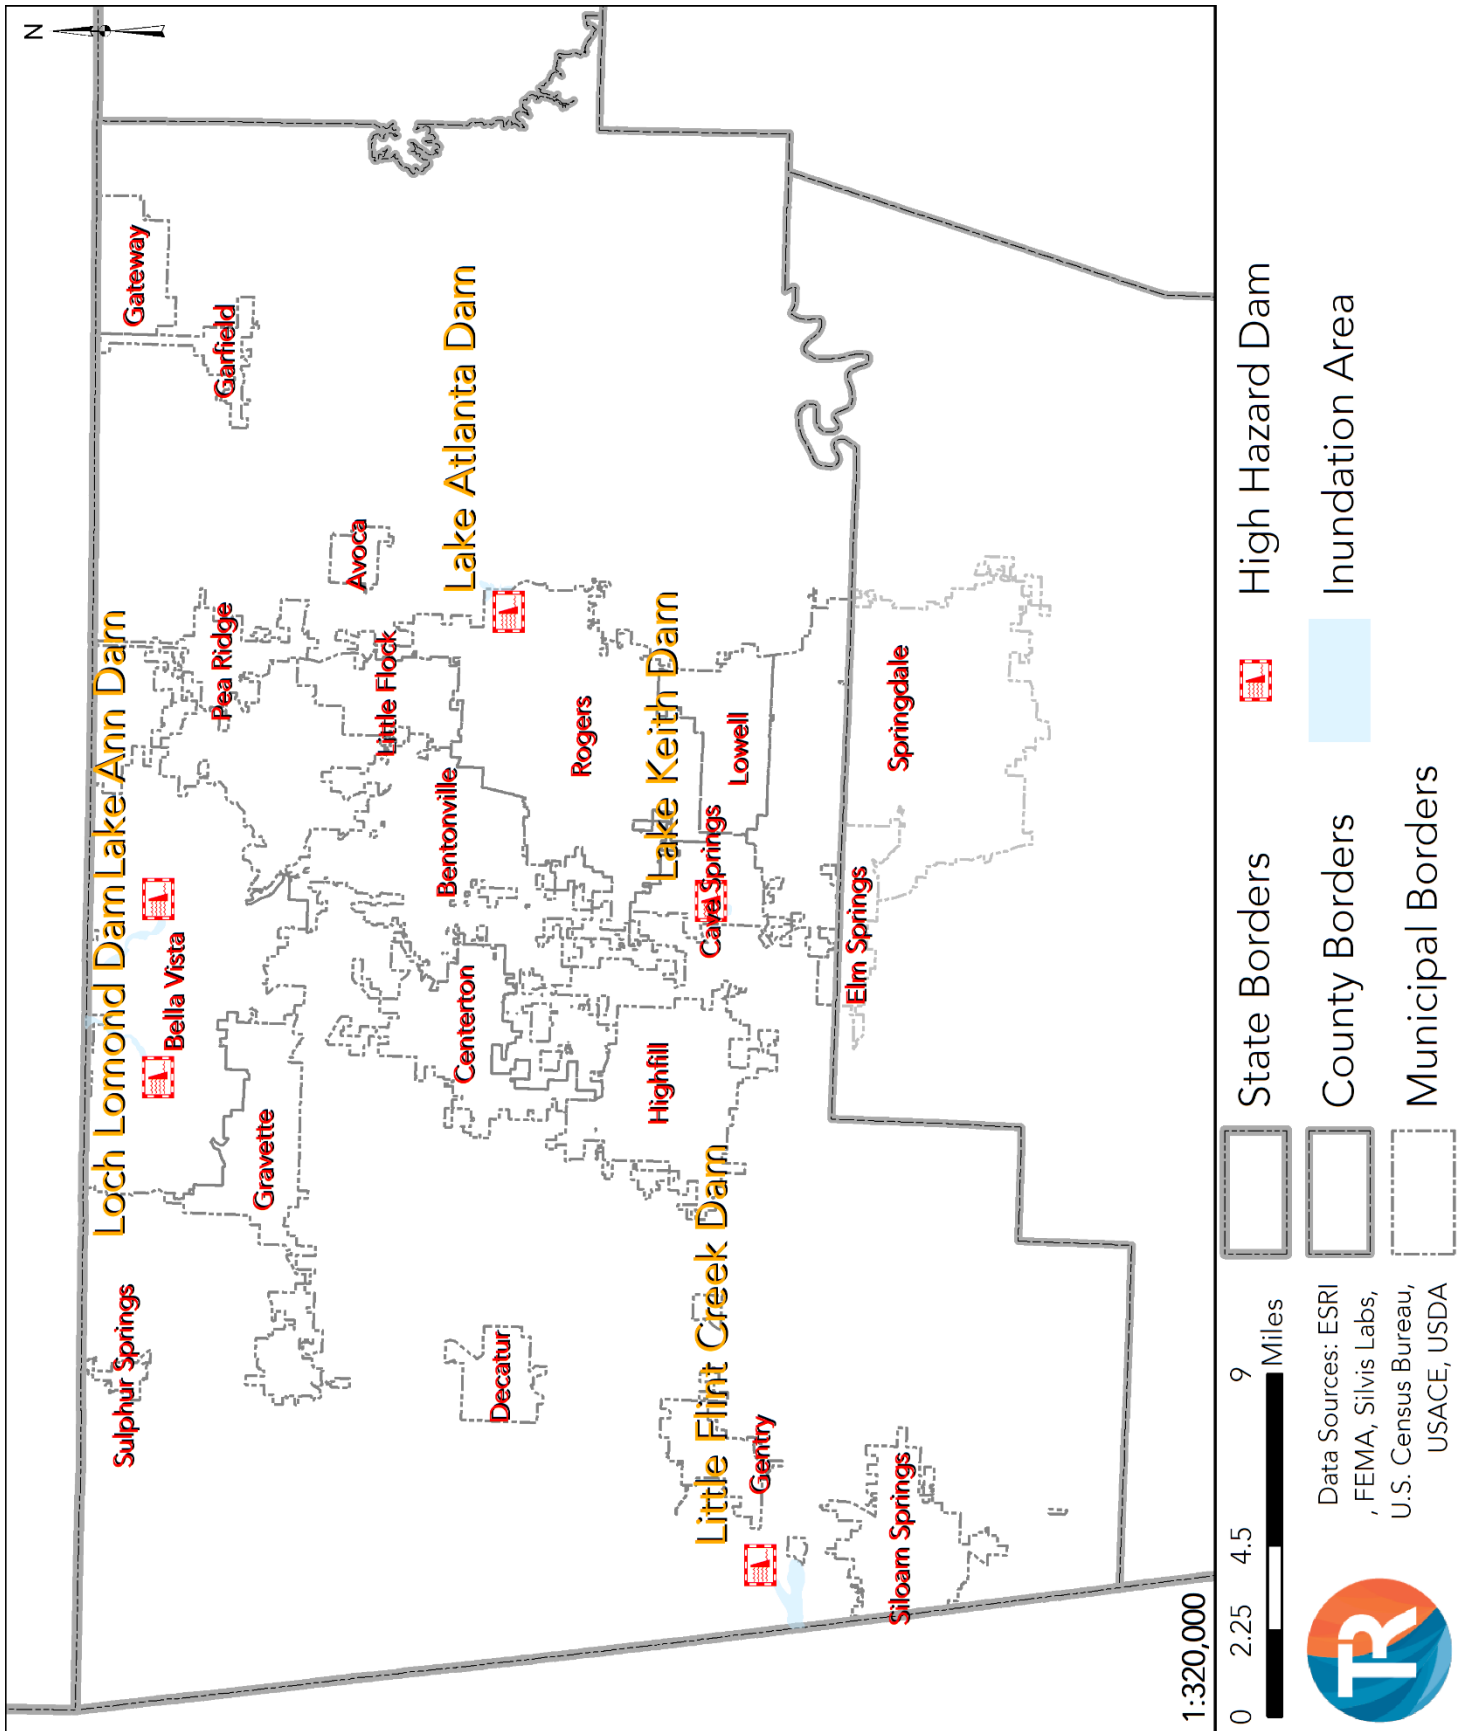 N
Gateway
Garfield
Sulphur Springs
Loch Lomond Dam
Lake Ann Dam
Pea Ridge
Avoca
Bella Vista
Gravette
Little Flock
Lake Atlanta Dam
Bentonville
Centerton
Decatur
Rogers
Highfill
Lake Keith Dam
Lowell
Cave Springs
Little Flint Creek Dam
Gentry
Elm Springs
Springdale
Siloam Springs
1:320,000
0 2.25 4.5 9
Miles
Data Sources: ESRI
, FEMA, Silvis Labs,
U.S. Census Bureau,
USACE, USDA
TR
State Borders
County Borders
Municipal Borders
High Hazard Dam
Inundation Area